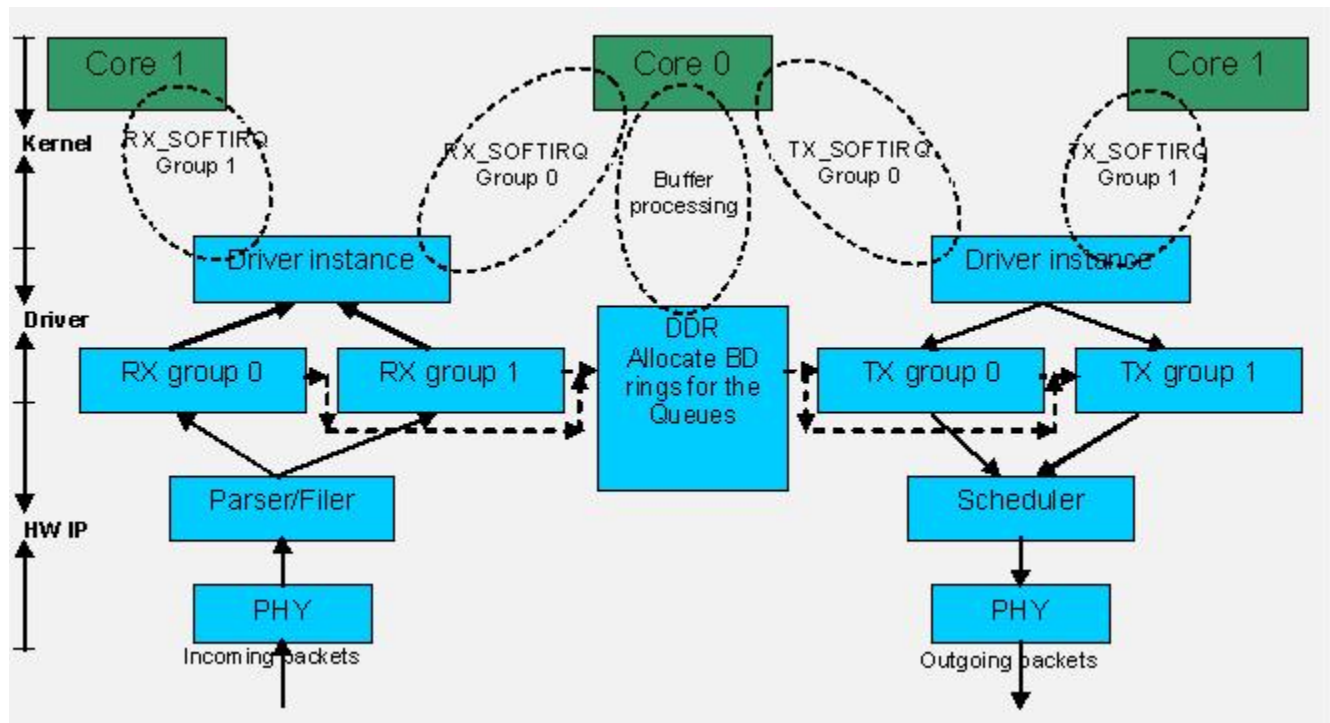 Core 1
Core 0
Core 1
Kernel
RX_SOFTIRQ
Group 1
RX_SOFTIRQ
Group 0
Buffer
processing
TX_SOFTIRQ
Group 0
TX_SOFTIRQ
Group 1
Driver instance
Driver instance
Driver
RX group 0
RX group 1
DDR
Allocate BD
rings for the
Queues
TX group 0
TX group 1
Parser/Filer
Scheduler
HW IP
PHY
PHY
Incoming packets
Outgoing packets